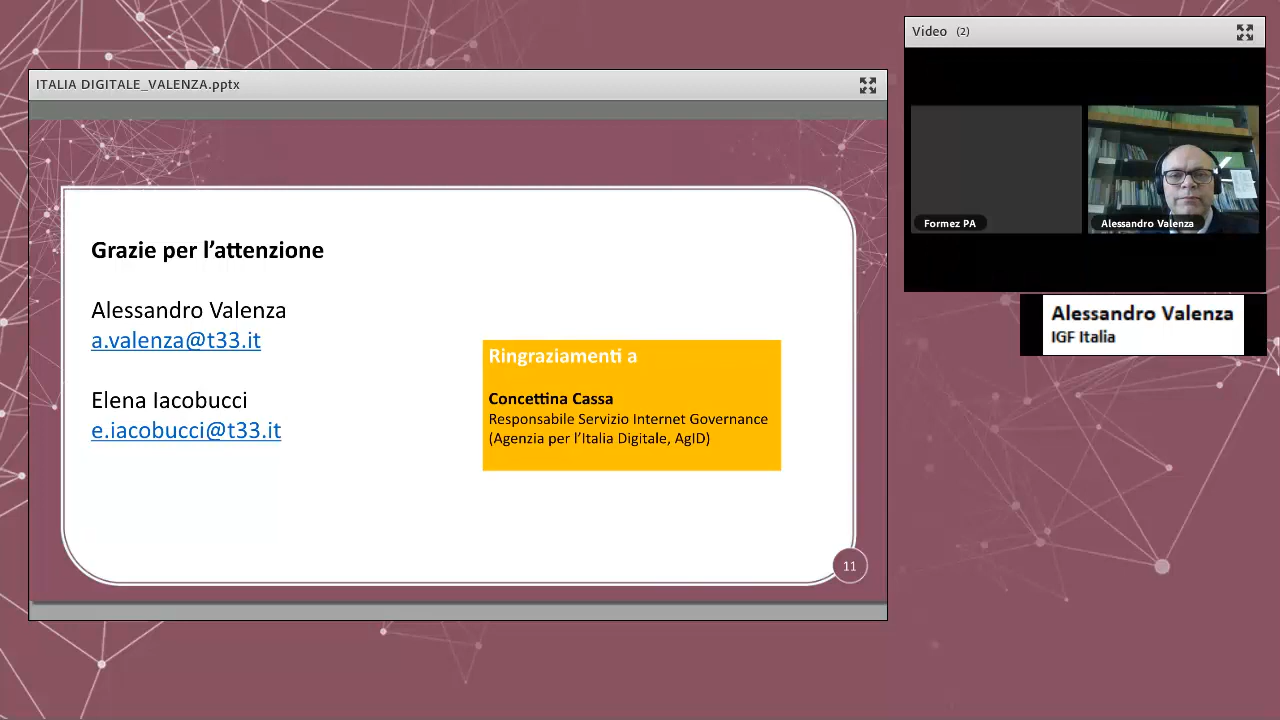 ITALIA DIGITALE_VALENZA.pptx
Grazie per l'attenzione
Alessandro Valenza
a.valenza@t33.it
Elena Iacobucci
e.iacobucci@t33.it
Ringraziamenti a
Concettina Cassa
Responsabile Servizio Internet Governance
(Agenzia per l'Italia Digitale, AgID)
11
Video (2)
Formez PA
Alessandro Valenza
Alessandro Valenza
IGF Italia